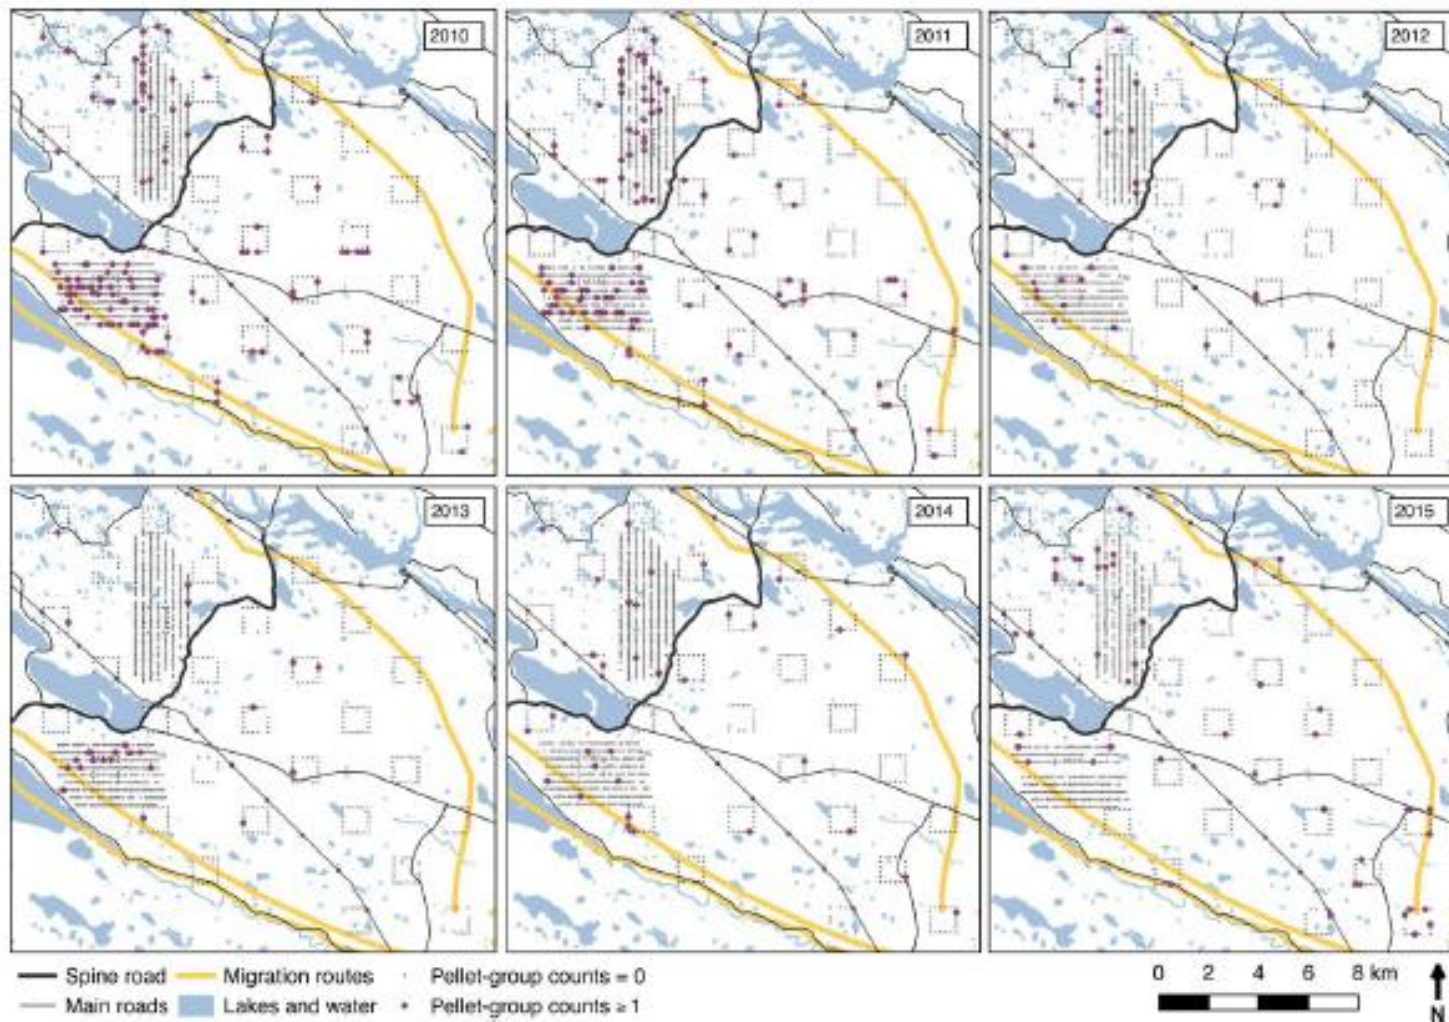 2010
2011
2012
2013
2014
2015
Spine road Migration routes Pellet-group counts = 0
Main roads Lakes and water Pellet-group counts ≥ 1
0 2 4 6 8 km
N